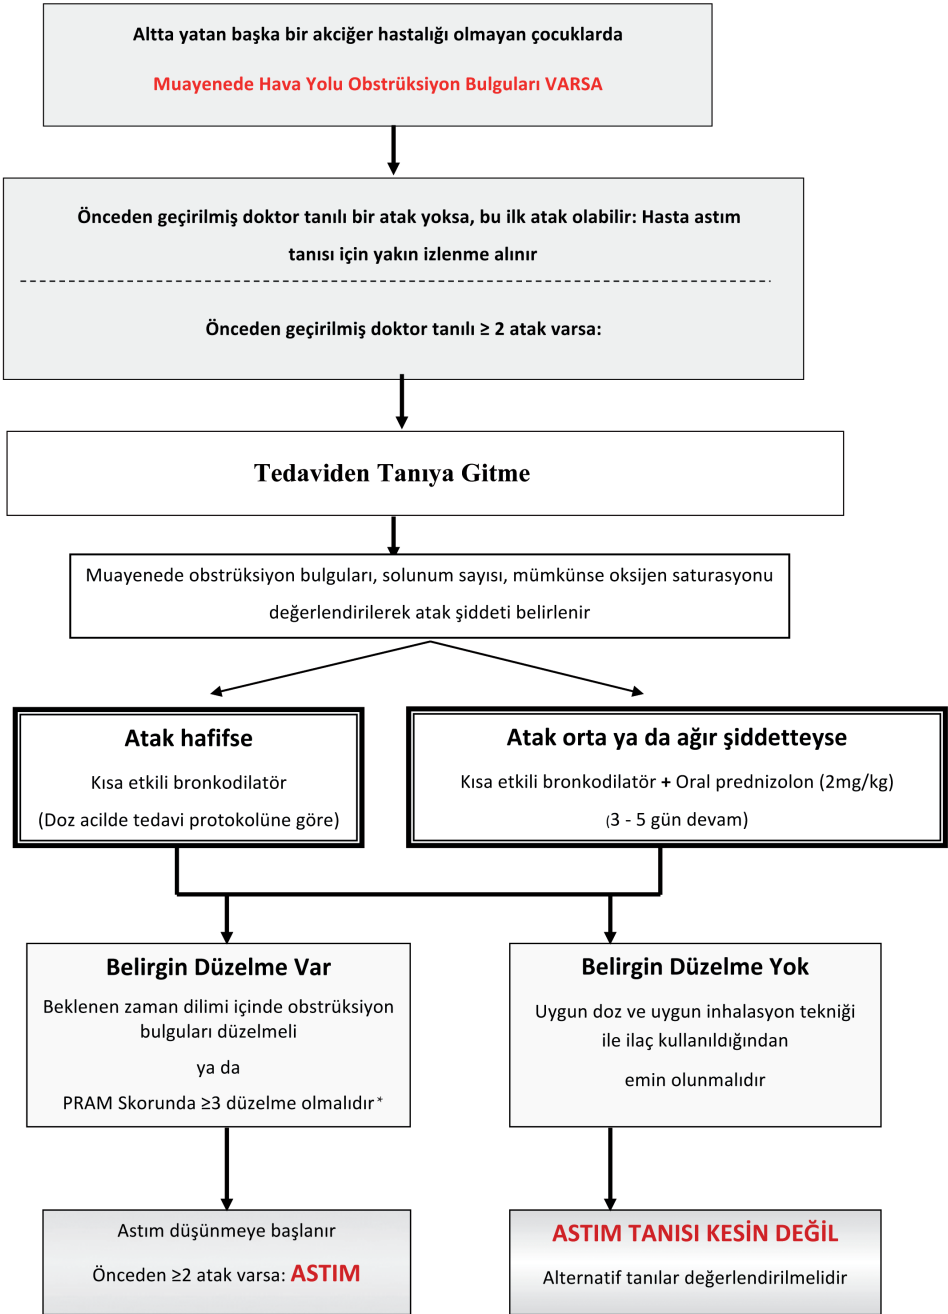 Altta yatan başka bir akciğer hastalığı olmayan çocuklarda
Muayenede Hava Yolu Obstrüksiyon Bulguları VARSA
Önceden geçirilmiş doktor tanılı bir atak yoksa, bu ilk atak olabilir: Hasta astım
tanısı için yakın izlenme alınır
Önceden geçirilmiş doktor tanılı ≥ 2 atak varsa:
Tedaviden Tanıya Gitme
Muayenede obstrüksiyon bulguları, solunum sayısı, mümkünse oksijen saturasyonu
değerlendirilerek atak şiddeti belirlenir
Atak hafifse
Kısa etkili bronkodilatör
(Doz acilde tedavi protokolüne göre)
Atak orta ya da ağır şiddetteyse
Kısa etkili bronkodilatör + Oral prednizolon (2mg/kg)
(3 - 5 gün devam)
Belirgin Düzelme Var
Beklenen zaman dilimi içinde obstrüksiyon
bulguları düzelmeli
ya da
PRAM Skorunda ≥3 düzelme olmalıdır*
Belirgin Düzelme Yok
Uygun doz ve uygun inhalasyon tekniği
ile ilaç kullanıldığından
emin olunmalıdır
Astım düşünmeye başlanır
Önceden ≥2 atak varsa: ASTIM
ASTIM TANISI KESİN DEĞİL
Alternatif tanılar değerlendirilmelidir